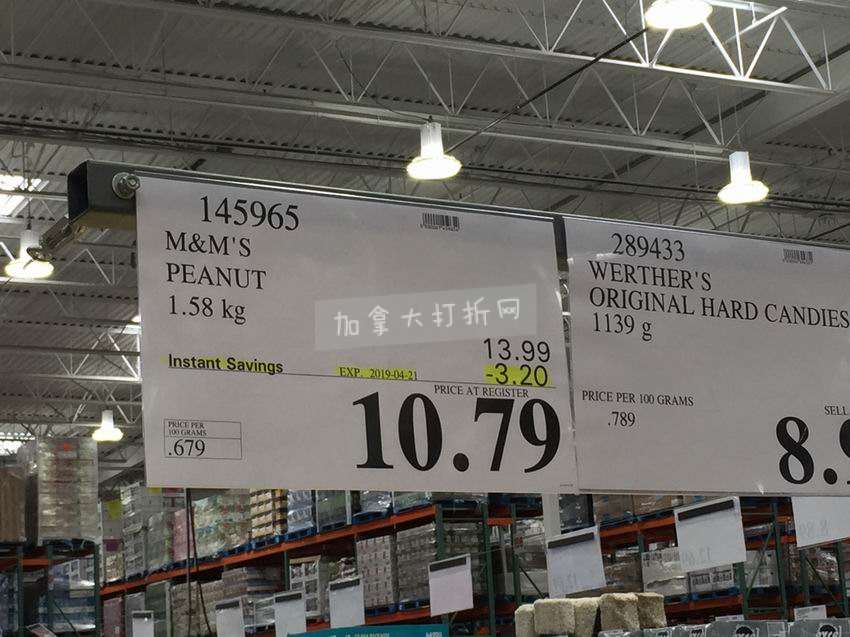 145965
M&M'S
PEANUT
1.58 kg
加拿大打折网
13.99
Instant Savings EXP. 2019-04-21 -3.20
PRICE AT REGISTER
10.79
PRICE PER
100 GRAMS
.679
289433
WERTHER'S
ORIGINAL HARD CANDIES
1139 g
PRICE PER 100 GRAMS
.789
SELL
8.9